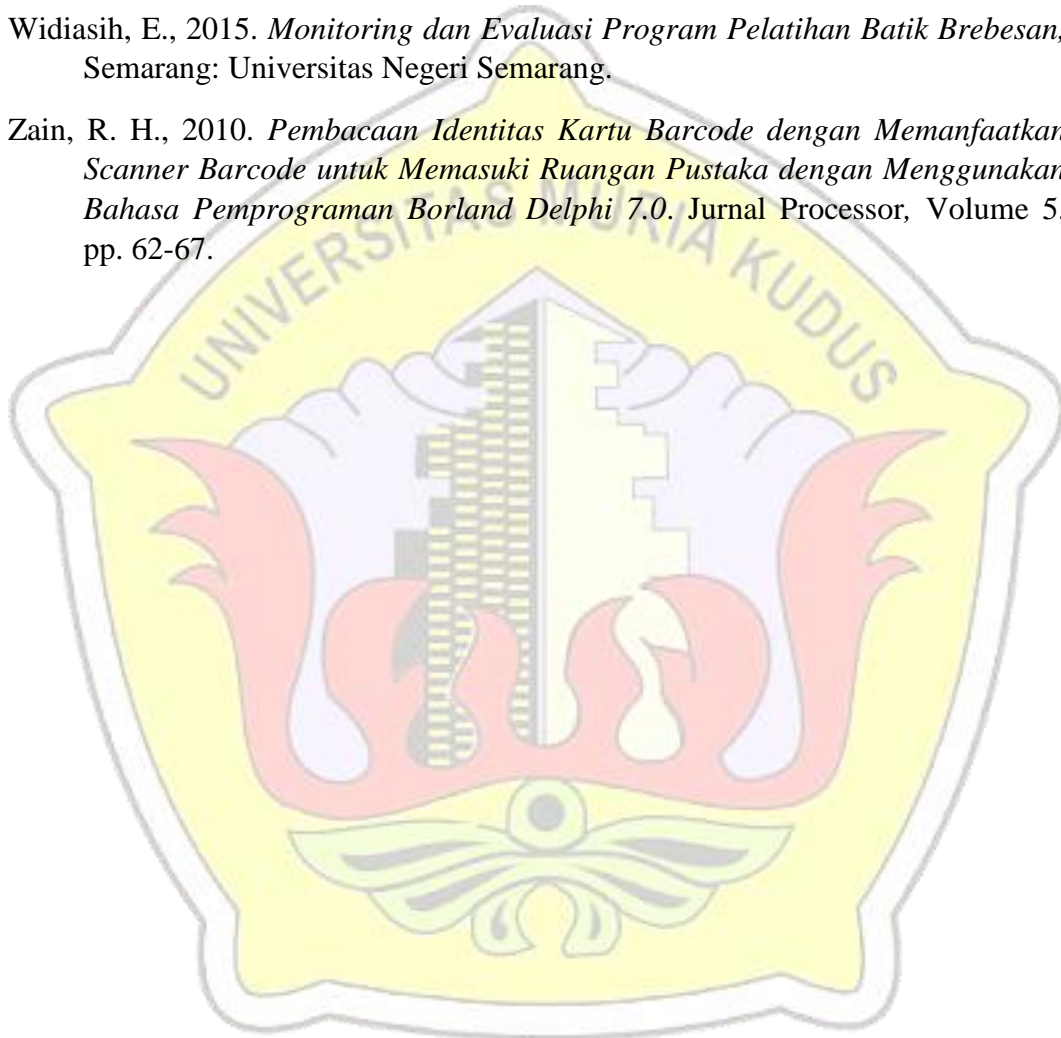 Widiasih, E., 2015. Monitoring dan Evaluasi Program Pelatihan Batik Brebesan,
Semarang: Universitas Negeri Semarang.
Zain, R. H., 2010. Pembacaan Identitas Kartu Barcode dengan Memanfaatkan
Scanner Barcode untuk Memasuki Ruangan Pustaka dengan Menggunakan
Bahasa Pemprograman Borland Delphi 7.0. Jurnal Processor, Volume 5,
pp. 62-67.
UNIVERSITAS MURIA KUDUS